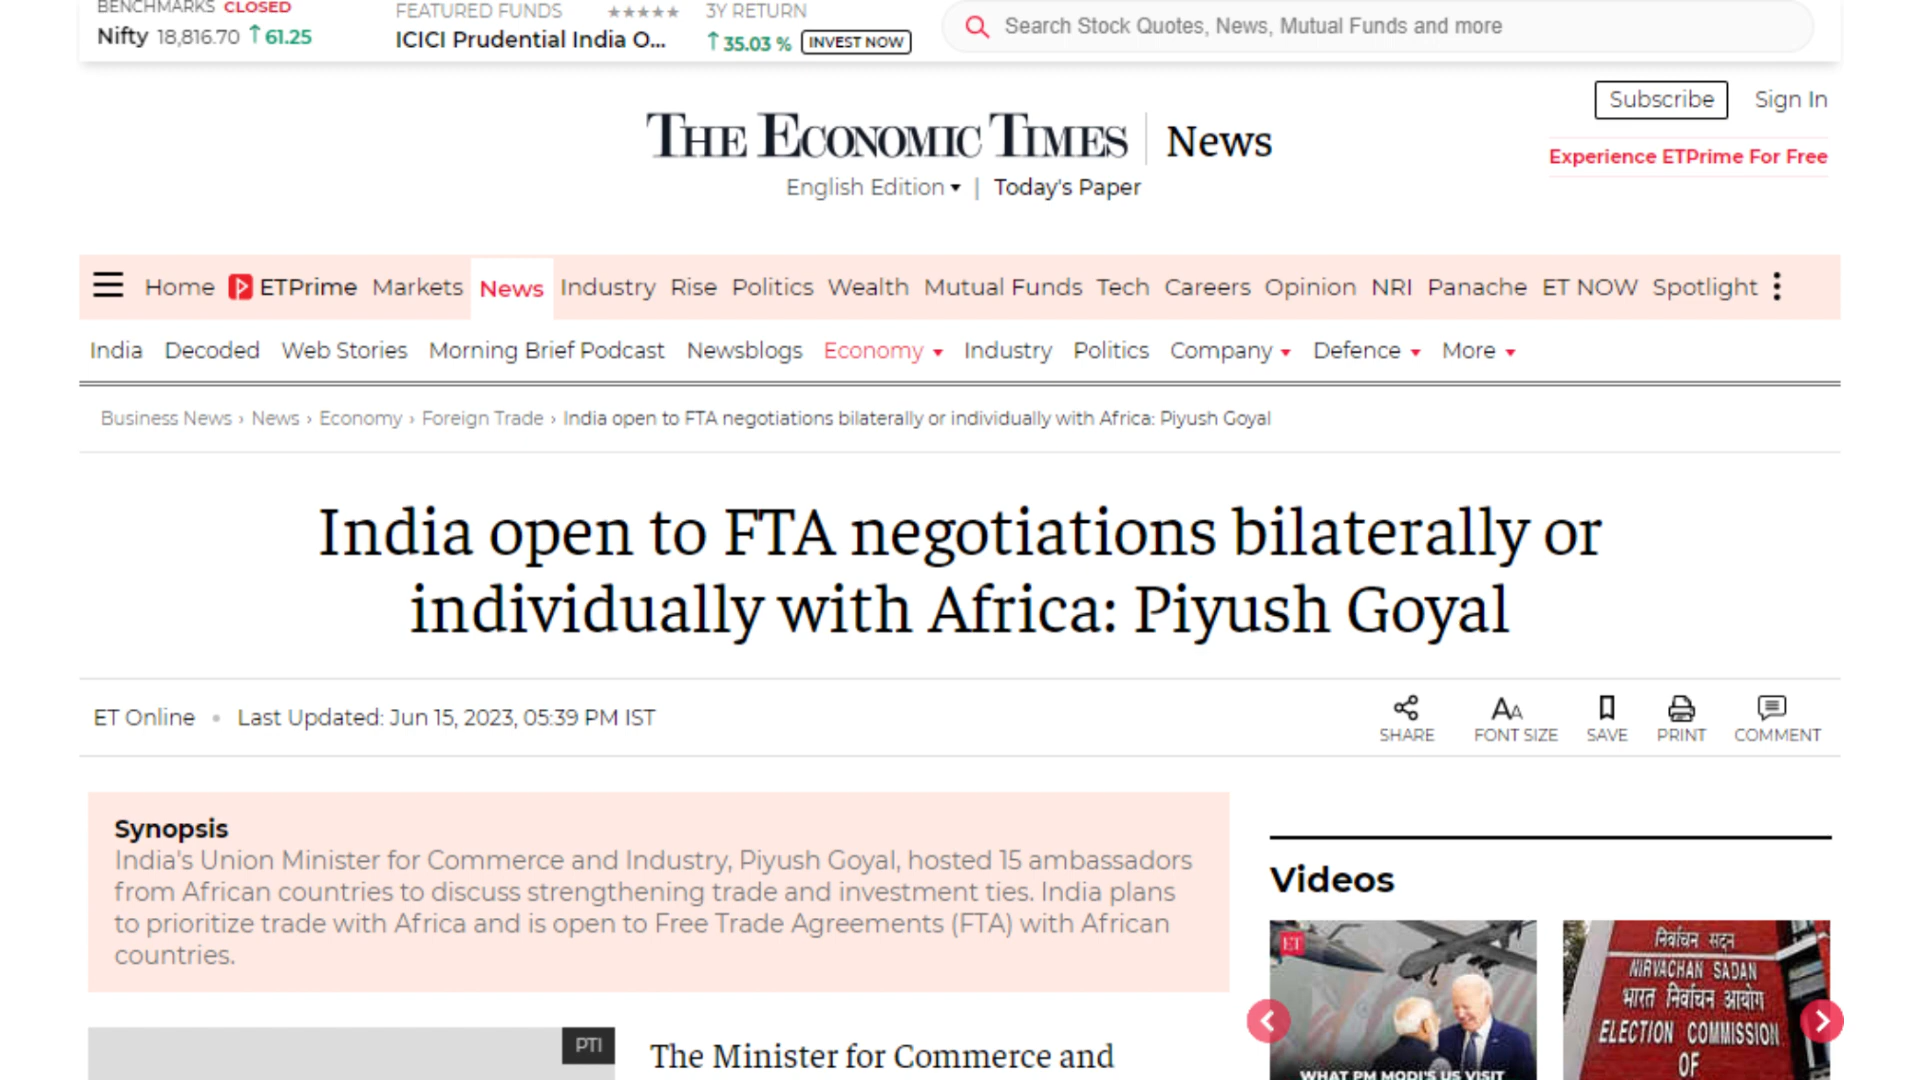 BENCHMARKS CLOSED
Nifty 18,816.70 ↑ 61.25
FEATURED FUNDS ★★★★★
ICICI Prudential India O...
3Y RETURN
↑ 35.03 % INVEST NOW
Search Stock Quotes, News, Mutual Funds and more
Subscribe Sign In
THE ECONOMIC TIMES | News
Experience ETPrime For Free
English Edition ▾ | Today's Paper
Home ETPrime Markets News Industry Rise Politics Wealth Mutual Funds Tech Careers Opinion NRI Panache ET NOW Spotlight
India Decoded Web Stories Morning Brief Podcast Newsblogs Economy ▾ Industry Politics Company ▾ Defence ▾ More ▾
Business News › News › Economy › Foreign Trade › India open to FTA negotiations bilaterally or individually with Africa: Piyush Goyal
India open to FTA negotiations bilaterally or
individually with Africa: Piyush Goyal
ET Online • Last Updated: Jun 15, 2023, 05:39 PM IST
SHARE FONT SIZE SAVE PRINT COMMENT
Synopsis
India's Union Minister for Commerce and Industry, Piyush Goyal, hosted 15 ambassadors
from African countries to discuss strengthening trade and investment ties. India plans
to prioritize trade with Africa and is open to Free Trade Agreements (FTA) with African
countries.
PTI
The Minister for Commerce and
Videos
ET
WHAT PM MODI'S US VISIT
निर्वाचन सदन
NIRVACHAN SADAN
भारत निर्वाचन आयोग
ELECTION COMMISSION
OF